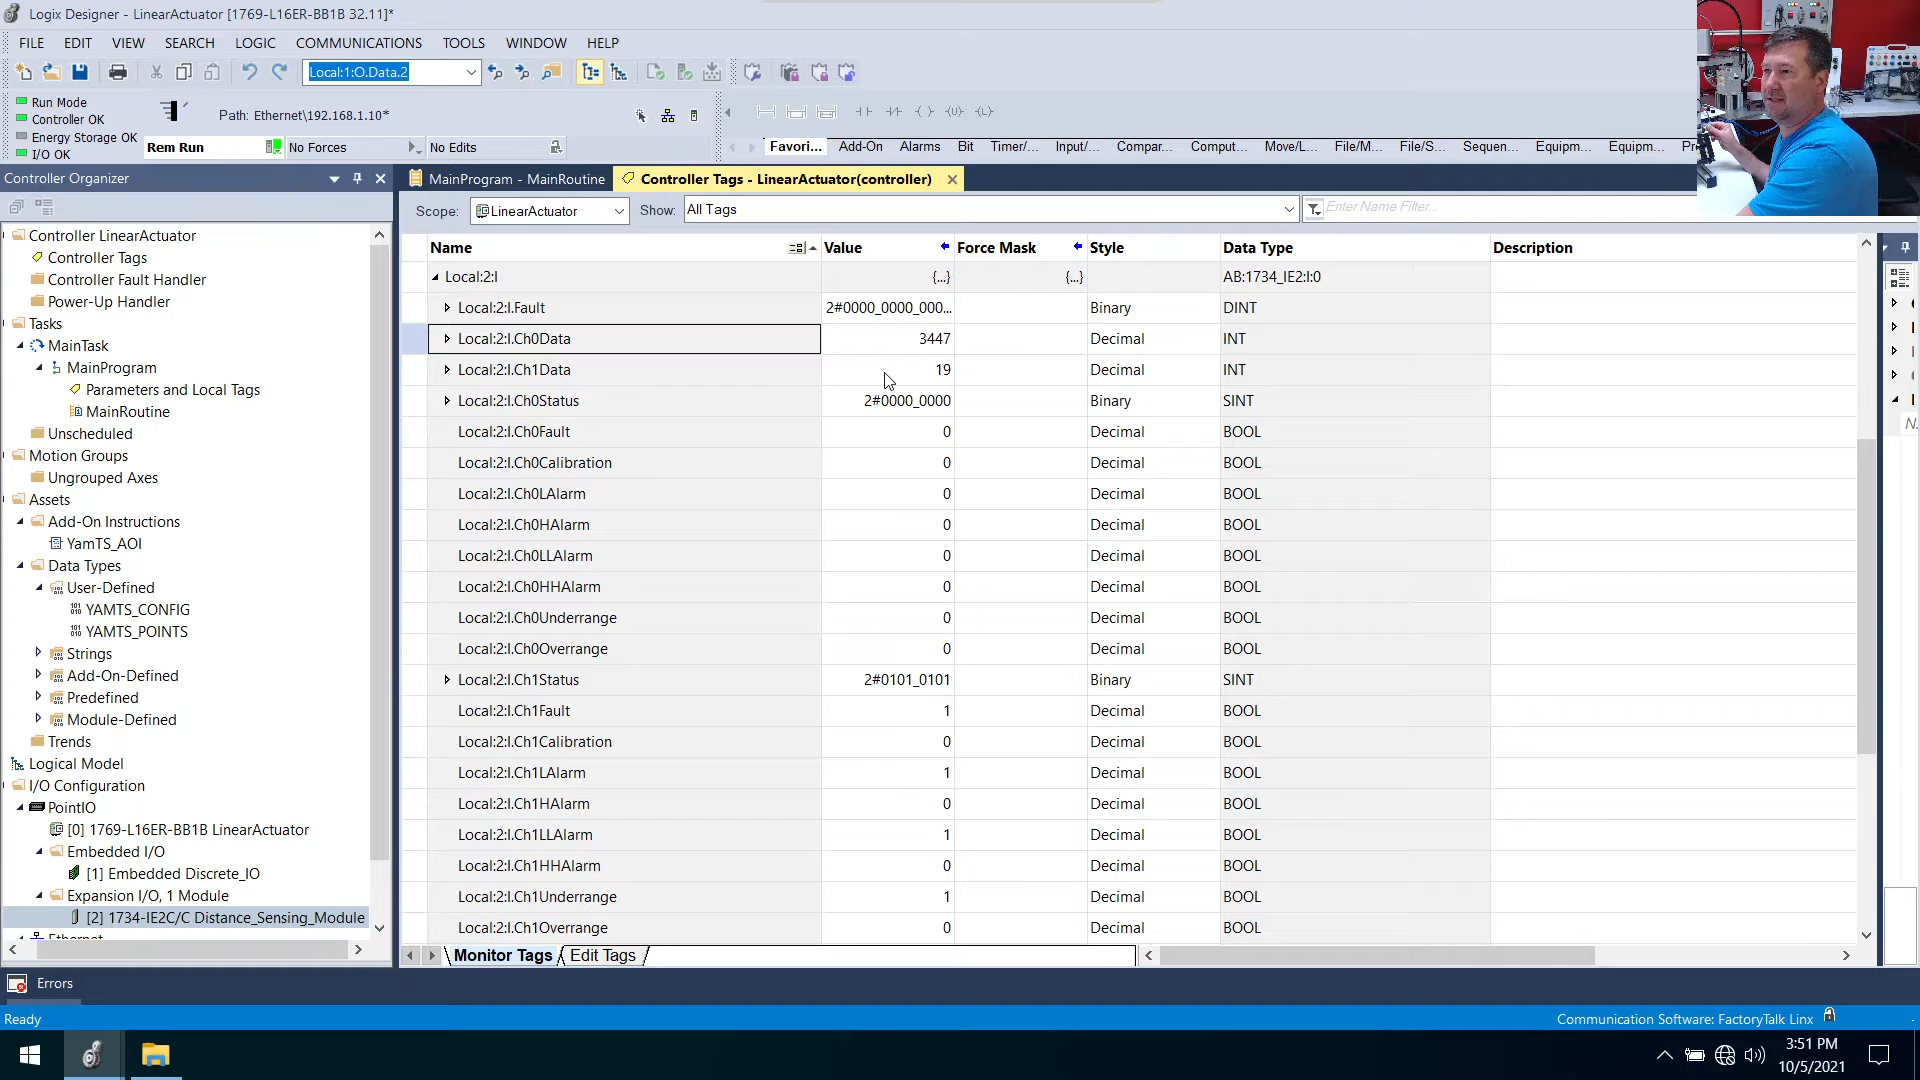 Logix Designer - LinearActuator [1769-L16ER-BB1B 32.11]*
FILE EDIT VIEW SEARCH LOGIC COMMUNICATIONS TOOLS WINDOW HELP
Local:1:O.Data.2
Run Mode
Controller OK
Energy Storage OK
I/O OK
Path: Ethernet\192.168.1.10*
Rem Run No Forces No Edits
Favori... Add-On Alarms Bit Timer/... Input/... Compar... Comput... Move/L... File/M... File/S... Sequen... Equipm... Equipm...
Controller Organizer
Controller LinearActuator
Controller Tags
Controller Fault Handler
Power-Up Handler
Tasks
MainTask
MainProgram
Parameters and Local Tags
MainRoutine
Unscheduled
Motion Groups
Ungrouped Axes
Assets
Add-On Instructions
YamTS_AOI
Data Types
User-Defined
YAMTS_CONFIG
YAMTS_POINTS
Strings
Add-On-Defined
Predefined
Module-Defined
Trends
Logical Model
I/O Configuration
PointIO
[0] 1769-L16ER-BB1B LinearActuator
Embedded I/O
[1] Embedded Discrete_IO
Expansion I/O, 1 Module
[2] 1734-IE2C/C Distance_Sensing_Module
MainProgram - MainRoutine Controller Tags - LinearActuator(controller)
Scope: LinearActuator Show: All Tags Enter Name Filter...
Name Value Force Mask Style Data Type Description
Local:2:I {...} {...} AB:1734_IE2:I:0
Local:2:I.Fault 2#0000_0000_000... Binary DINT
Local:2:I.Ch0Data 3447 Decimal INT
Local:2:I.Ch1Data 19 Decimal INT
Local:2:I.Ch0Status 2#0000_0000 Binary SINT
Local:2:I.Ch0Fault 0 Decimal BOOL
Local:2:I.Ch0Calibration 0 Decimal BOOL
Local:2:I.Ch0LAlarm 0 Decimal BOOL
Local:2:I.Ch0HAlarm 0 Decimal BOOL
Local:2:I.Ch0LLAlarm 0 Decimal BOOL
Local:2:I.Ch0HHAlarm 0 Decimal BOOL
Local:2:I.Ch0Underrange 0 Decimal BOOL
Local:2:I.Ch0Overrange 0 Decimal BOOL
Local:2:I.Ch1Status 2#0101_0101 Binary SINT
Local:2:I.Ch1Fault 1 Decimal BOOL
Local:2:I.Ch1Calibration 0 Decimal BOOL
Local:2:I.Ch1LAlarm 1 Decimal BOOL
Local:2:I.Ch1HAlarm 0 Decimal BOOL
Local:2:I.Ch1LLAlarm 1 Decimal BOOL
Local:2:I.Ch1HHAlarm 0 Decimal BOOL
Local:2:I.Ch1Underrange 1 Decimal BOOL
Local:2:I.Ch1Overrange 0 Decimal BOOL
Monitor Tags Edit Tags
Errors
Ready
Communication Software: FactoryTalk Linx
3:51 PM
10/5/2021